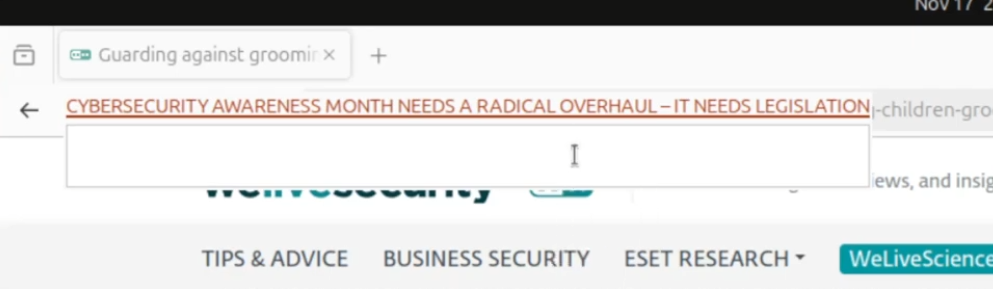 Nov 17
Guarding against groomin
CYBERSECURITY AWARENESS MONTH NEEDS A RADICAL OVERHAUL – IT NEEDS LEGISLATION
-children-gro
welivesecurity
iews, and insig
TIPS & ADVICE BUSINESS SECURITY ESET RESEARCH WeLiveScience